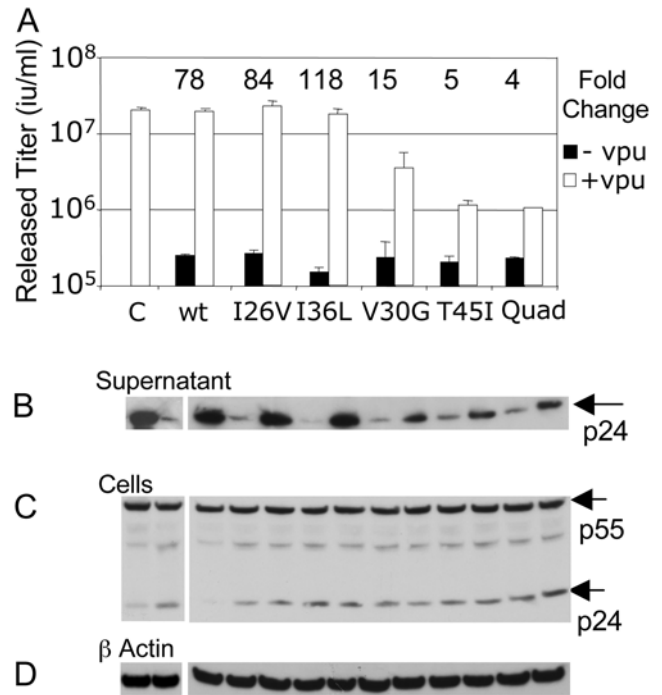 A
Released Titer (iu/ml)
10⁸
10⁷
10⁶
10⁵
78 84 118 15 5 4
Fold
Change
- vpu
+vpu
C wt I26V I36L V30G T45I Quad
B
Supernatant
p24
C
Cells
p55
p24
D
β Actin